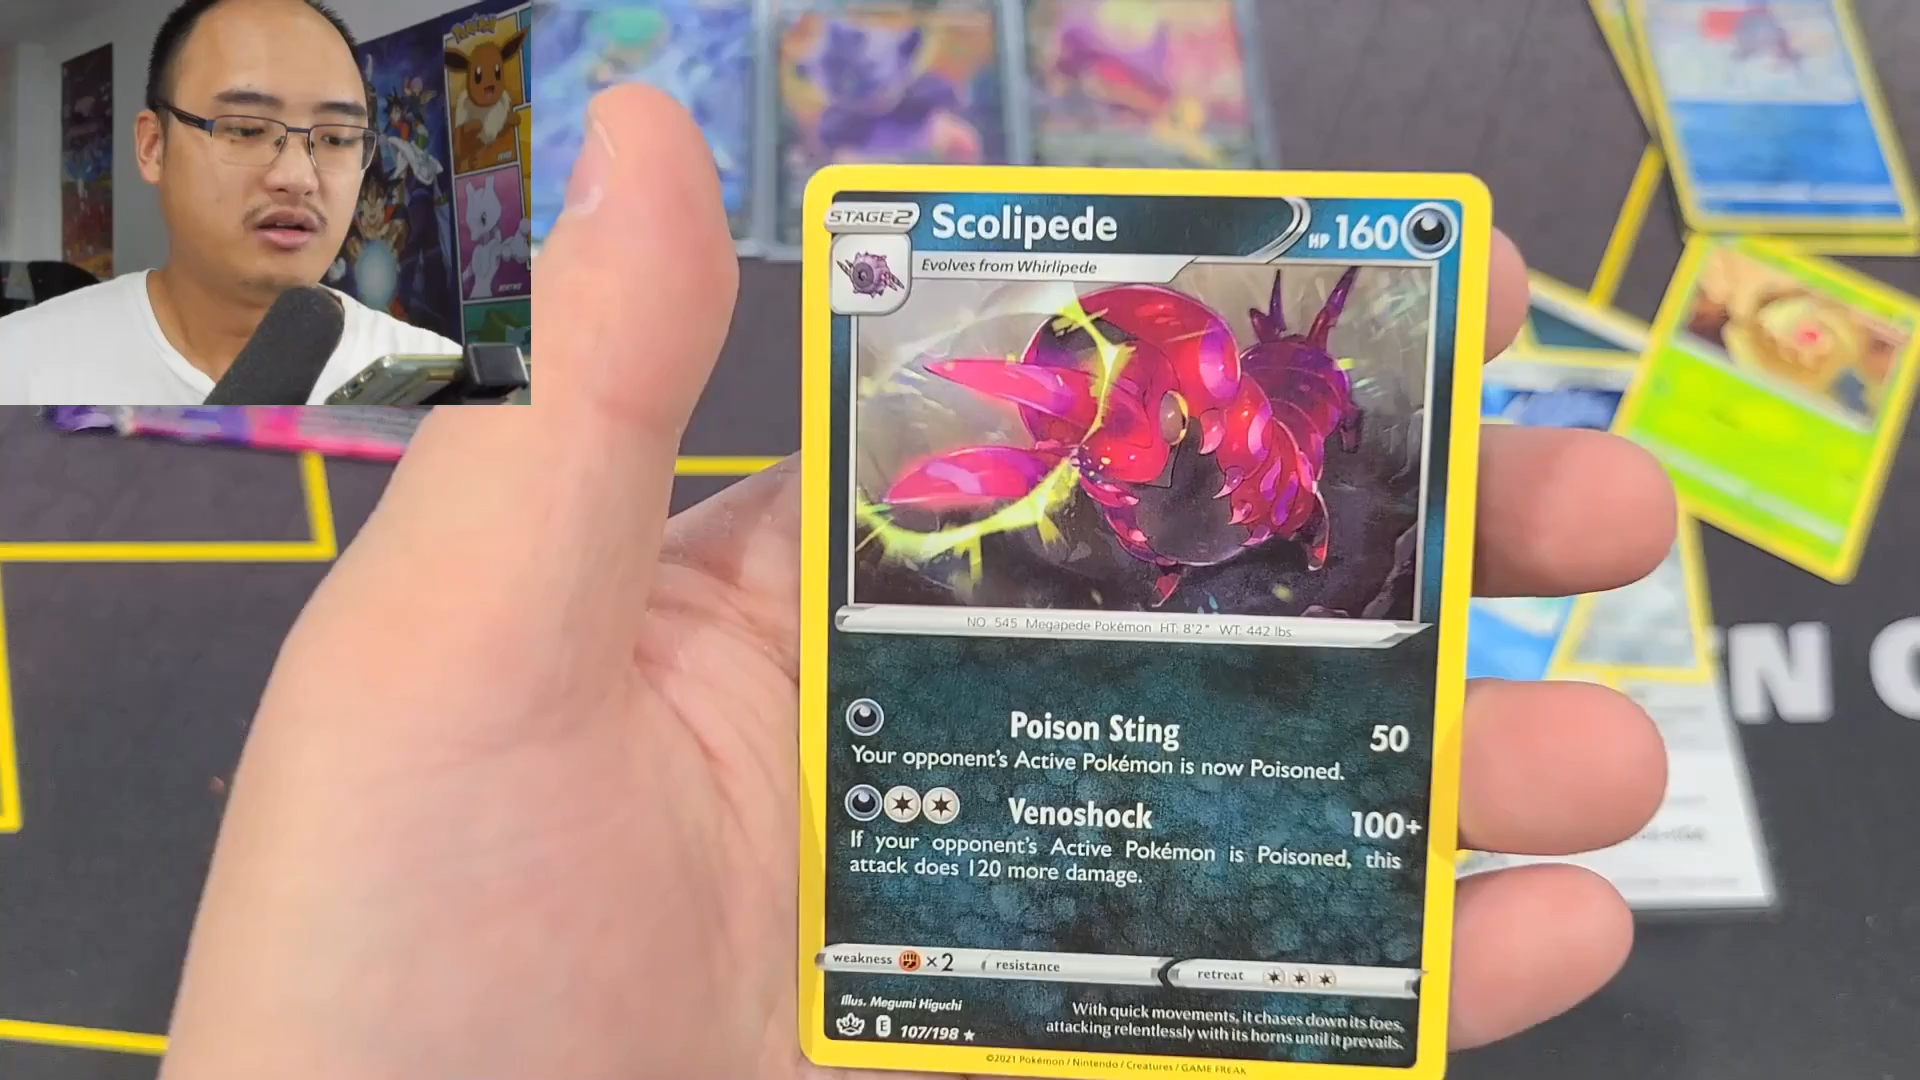 Pokémon
STAGE 2
Scolipede
HP 160
Evolves from Whirlipede
NO. 545 Megapede Pokémon HT: 8'2" WT: 442 lbs
Poison Sting 50
Your opponent's Active Pokémon is now Poisoned.
Venoshock 100+
If your opponent's Active Pokémon is Poisoned, this
attack does 120 more damage.
weakness ×2 resistance retreat
Illus. Megumi Higuchi
E 107/198 ★
With quick movements, it chases down its foes,
attacking relentlessly with its horns until it prevails.
©2021 Pokémon / Nintendo / Creatures / GAME FREAK